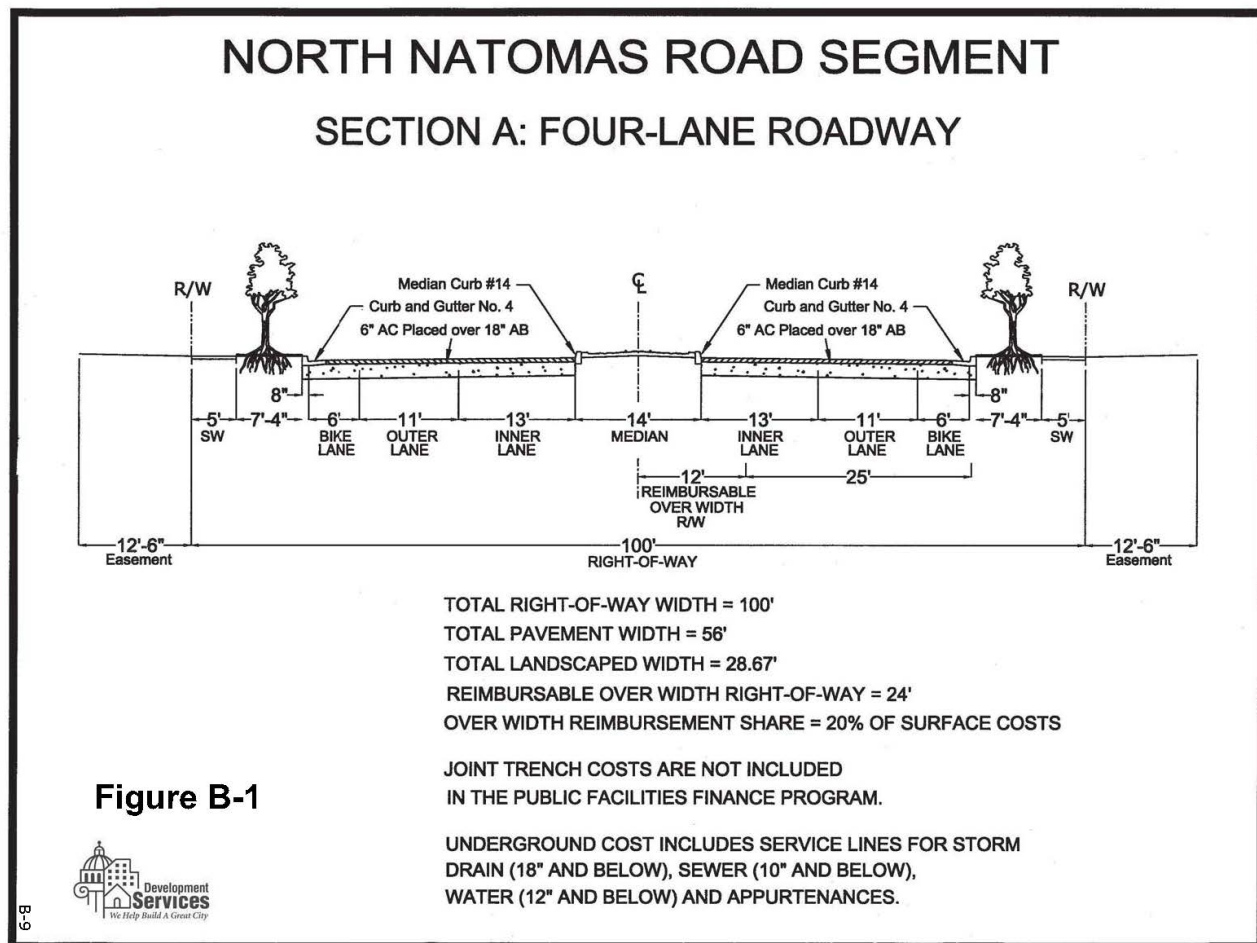 NORTH NATOMAS ROAD SEGMENT
SECTION A: FOUR-LANE ROADWAY
R/W
Median Curb #14
Curb and Gutter No. 4
6" AC Placed over 18" AB
℄
Median Curb #14
Curb and Gutter No. 4
6" AC Placed over 18" AB
R/W
8"
8"
5' 7'-4" 6' 11' 13' 14' 13' 11' 6' 7'-4" 5'
SW BIKE LANE OUTER LANE INNER LANE MEDIAN INNER LANE OUTER LANE BIKE LANE SW
12' 25'
REIMBURSABLE
OVER WIDTH
R/W
12'-6" 100' 12'-6"
Easement RIGHT-OF-WAY Easement
TOTAL RIGHT-OF-WAY WIDTH = 100'
TOTAL PAVEMENT WIDTH = 56'
TOTAL LANDSCAPED WIDTH = 28.67'
REIMBURSABLE OVER WIDTH RIGHT-OF-WAY = 24'
OVER WIDTH REIMBURSEMENT SHARE = 20% OF SURFACE COSTS
JOINT TRENCH COSTS ARE NOT INCLUDED
IN THE PUBLIC FACILITIES FINANCE PROGRAM.
UNDERGROUND COST INCLUDES SERVICE LINES FOR STORM
DRAIN (18" AND BELOW), SEWER (10" AND BELOW),
WATER (12" AND BELOW) AND APPURTENANCES.
Figure B-1
Development
Services
We Help Build A Great City
B-9